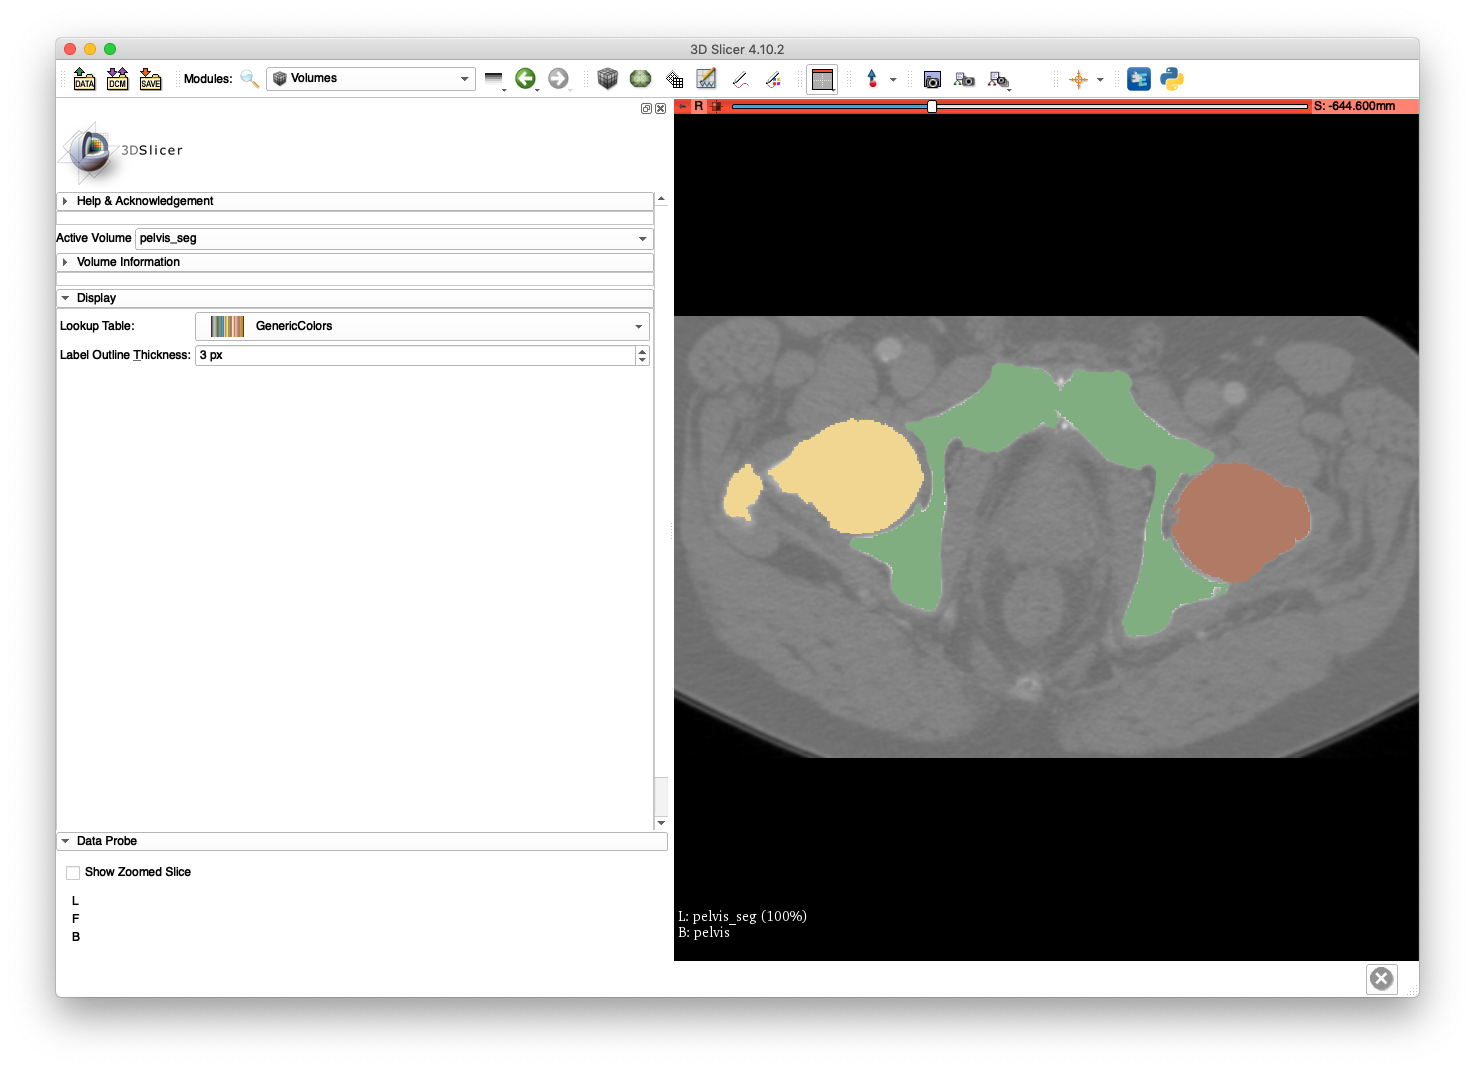 3D Slicer 4.10.2
DATA
DCM
SAVE
Modules:
Volumes
R
S: -644.600mm
3DSlicer
Help & Acknowledgement
Active Volume
pelvis_seg
Volume Information
Display
Lookup Table:
GenericColors
Label Outline Thickness:
3 px
Data Probe
Show Zoomed Slice
L
F
B
L: pelvis_seg (100%)
B: pelvis